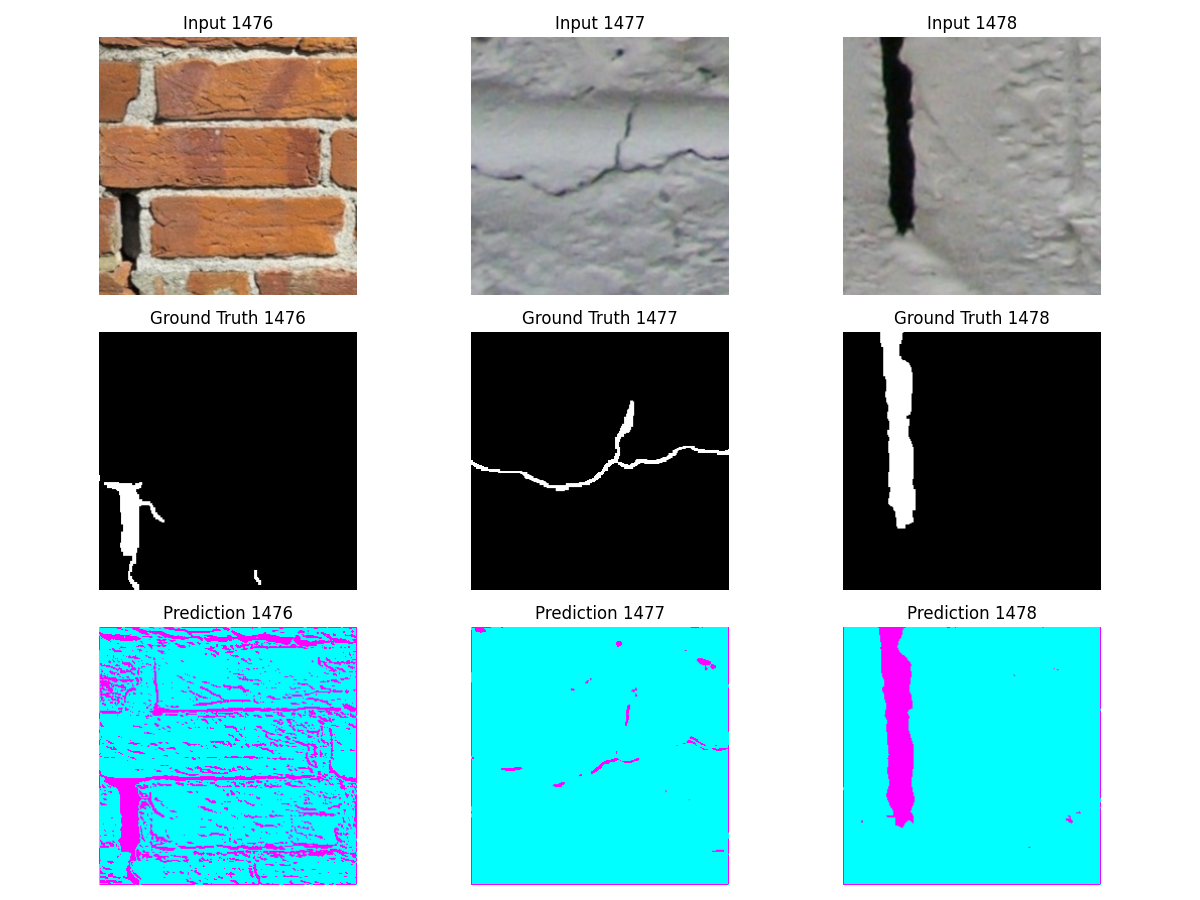 Input 1476
Input 1477
Input 1478
Ground Truth 1476
Ground Truth 1477
Ground Truth 1478
Prediction 1476
Prediction 1477
Prediction 1478